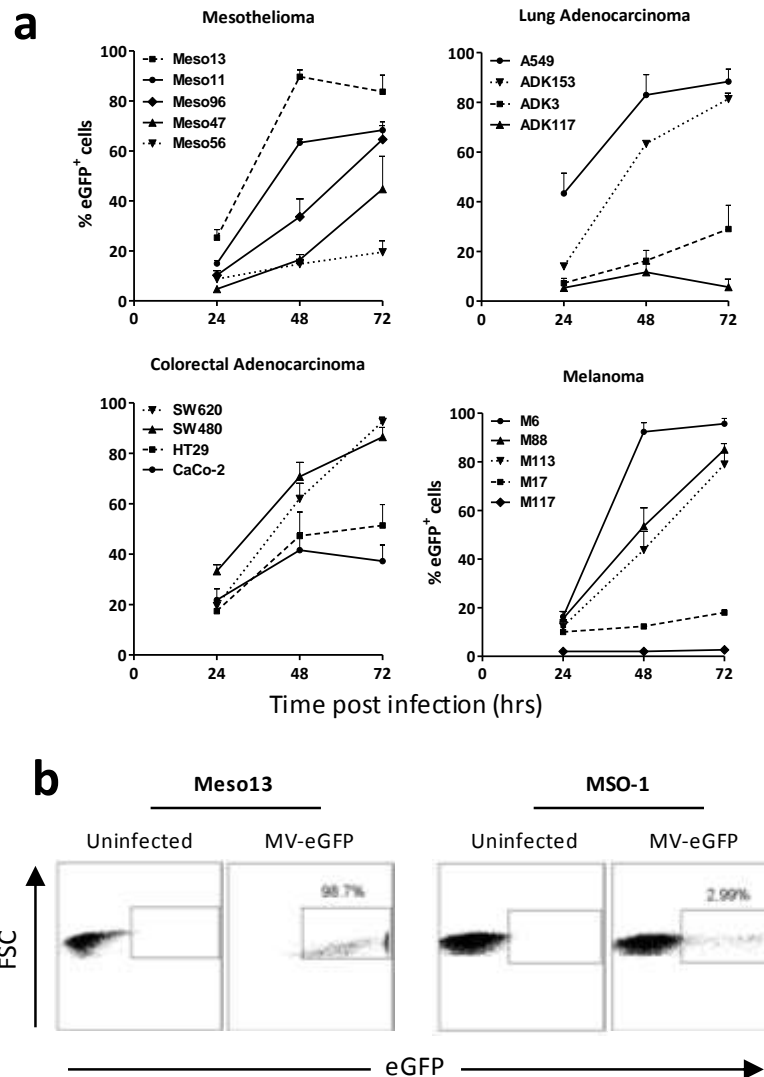 a
Mesothelioma
% eGFP+ cells
100
80
60
40
20
0
Meso13
Meso11
Meso96
Meso47
Meso56
0 24 48 72
Lung Adenocarcinoma
100
80
60
40
20
0
A549
ADK153
ADK3
ADK117
0 24 48 72
Colorectal Adenocarcinoma
100
80
60
40
20
0
SW620
SW480
HT29
CaCo-2
0 24 48 72
Melanoma
% eGFP+ cells
100
80
60
40
20
0
M6
M88
M113
M17
M117
0 24 48 72
Time post infection (hrs)
b
Meso13
MSO-1
Uninfected MV-eGFP Uninfected MV-eGFP
98.7%
2.99%
FSC
eGFP